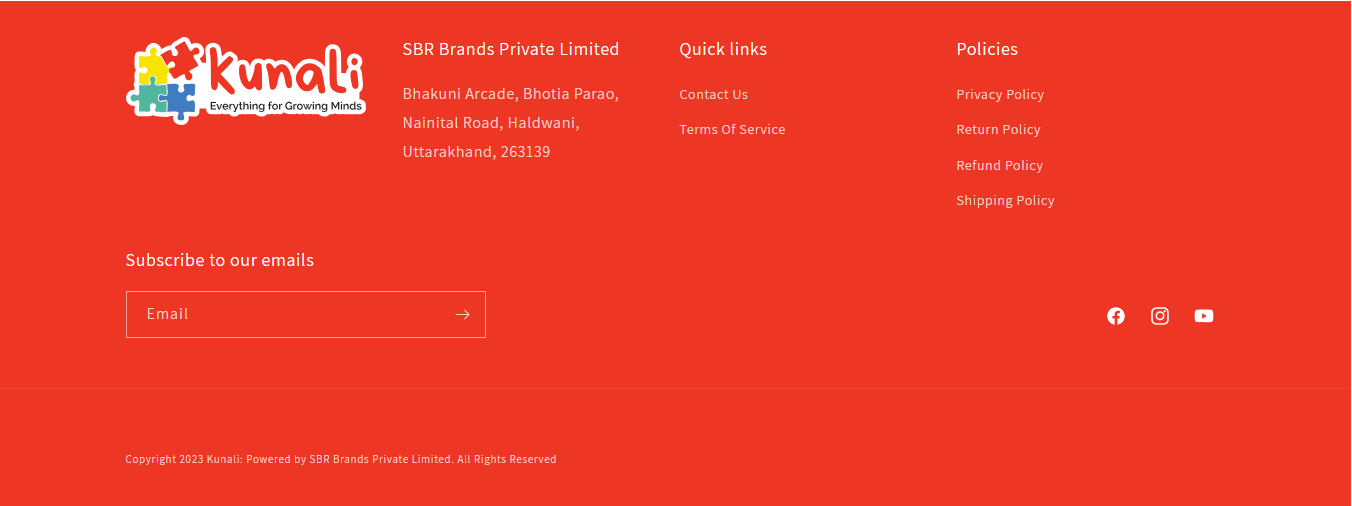 Kunali
Everything for Growing Minds
SBR Brands Private Limited
Bhakuni Arcade, Bhotia Parao,
Nainital Road, Haldwani,
Uttarakhand, 263139
Quick links
Contact Us
Terms Of Service
Policies
Privacy Policy
Return Policy
Refund Policy
Shipping Policy
Subscribe to our emails
Email
Copyright 2023 Kunali: Powered by SBR Brands Private Limited. All Rights Reserved